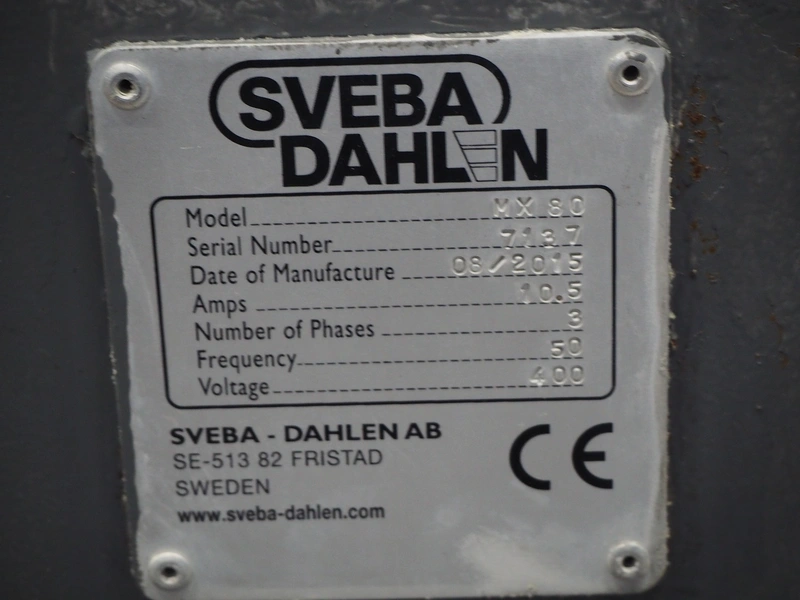 SVEBA
DAHLEN
Model MX 80
Serial Number 7137
Date of Manufacture 08/2015
Amps 10.5
Number of Phases 3
Frequency 50
Voltage 400
SVEBA - DAHLEN AB
SE-513 82 FRISTAD
SWEDEN
www.sveba-dahlen.com
CE